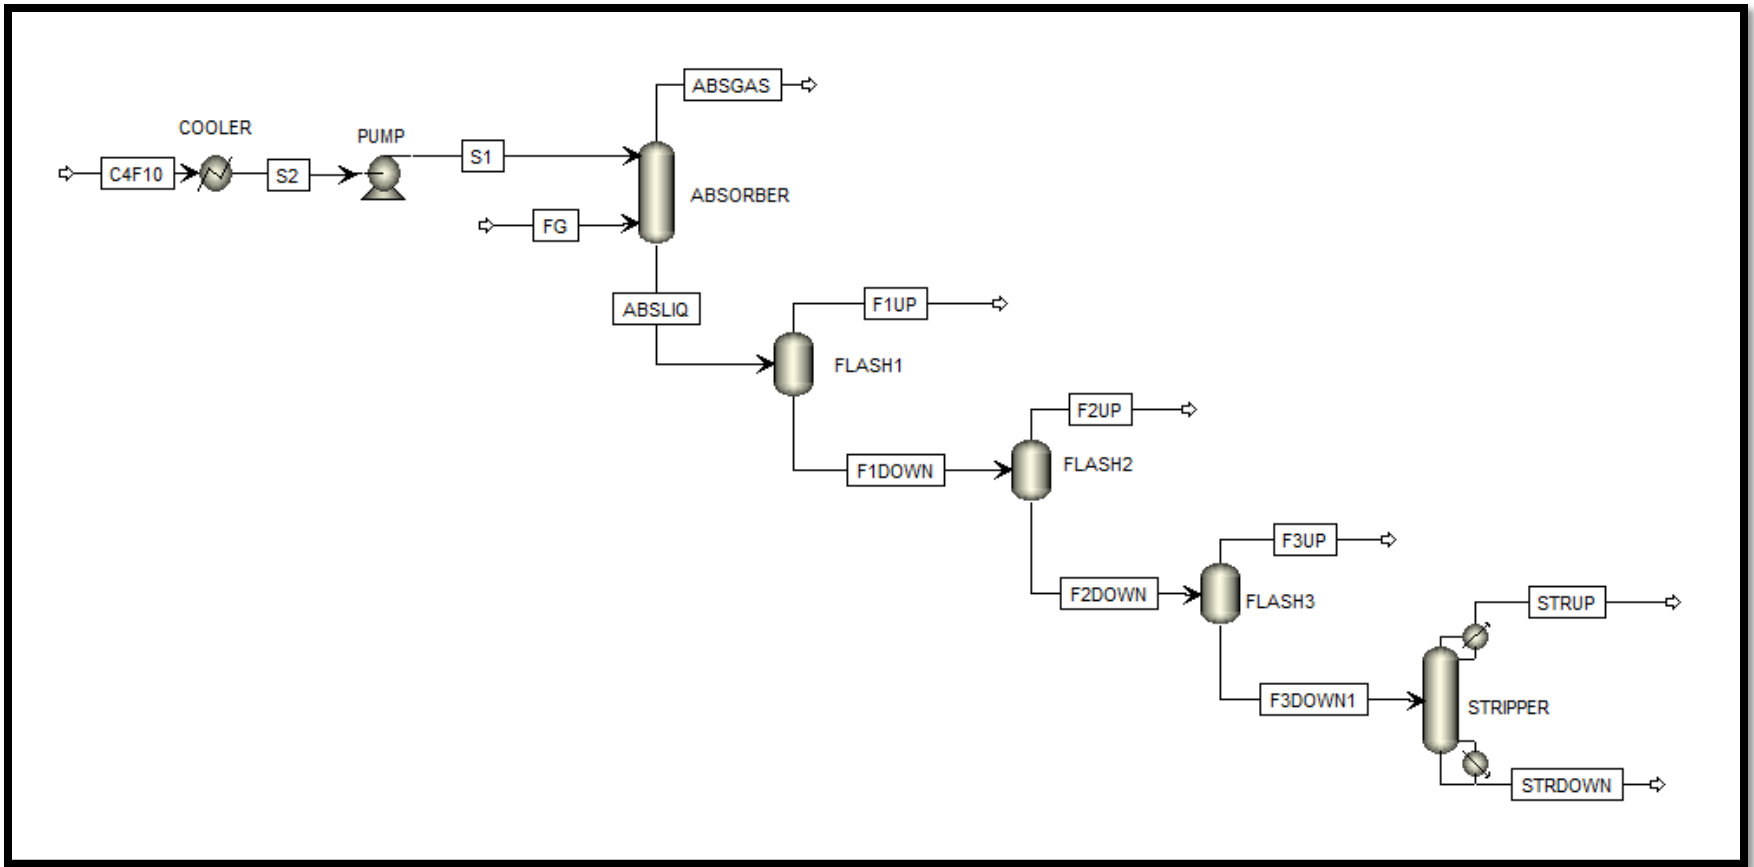 ABSGAS
COOLER
PUMP
S1
C4F10
S2
ABSORBER
FG
ABSLIQ
F1UP
FLASH1
F2UP
F1DOWN
FLASH2
F3UP
F2DOWN
FLASH3
STRUP
F3DOWN1
STRIPPER
STRDOWN